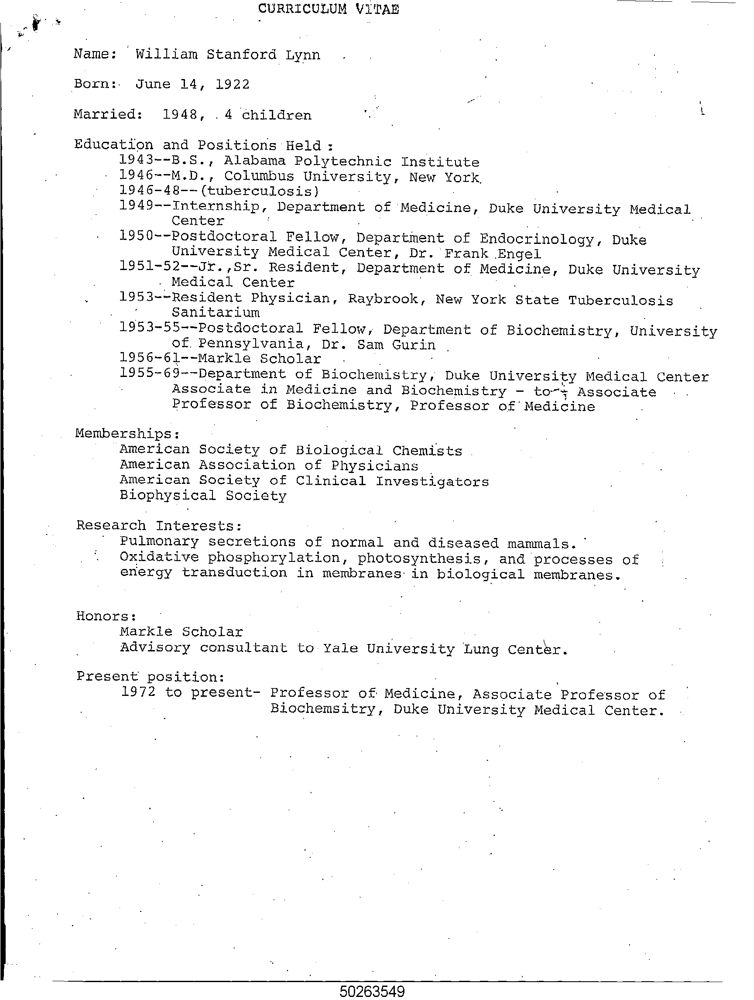 CURRICULUM VITAE
Name: William Stanford Lynn
Born: June 14, 1922
Married: 1948, 4 children
Education and Positions Held :
1943--B.S., Alabama Polytechnic Institute
1946--M.D., Columbus University, New York.
1946-48--(tuberculosis)
1949--Internship, Department of Medicine, Duke University Medical
Center
1950--Postdoctoral Fellow, Department of Endocrinology, Duke
University Medical Center, Dr. Frank Engel
1951-52--Jr.,Sr. Resident, Department of Medicine, Duke University
Medical Center
1953--Resident Physician, Raybrook, New York State Tuberculosis
Sanitarium
1953-55--Postdoctoral Fellow, Department of Biochemistry, University
of Pennsylvania, Dr. Sam Gurin
1956-61--Markle Scholar
1955-69--Department of Biochemistry, Duke University Medical Center
Associate in Medicine and Biochemistry - to Associate
Professor of Biochemistry, Professor of Medicine
Memberships:
American Society of Biological Chemists
American Association of Physicians
American Society of Clinical Investigators
Biophysical Society
Research Interests:
Pulmonary secretions of normal and diseased mammals.
Oxidative phosphorylation, photosynthesis, and processes of
energy transduction in membranes in biological membranes.
Honors:
Markle Scholar
Advisory consultant to Yale University Lung Center.
Present position:
1972 to present- Professor of Medicine, Associate Professor of
Biochemsitry, Duke University Medical Center.
50263549